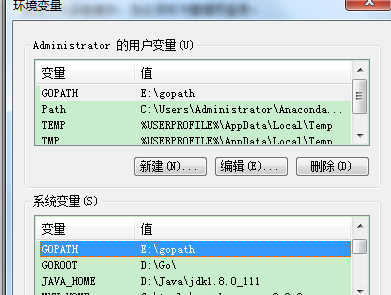 环境变量
Administrator 的用户变量(U)
变量 值
GOPATH E:\gopath
Path C:\Users\Administrator\Anaconda...
TEMP %USERPROFILE%\AppData\Local\Temp
TMP %USERPROFILE%\AppData\Local\Temp
新建(N)... 编辑(E)... 删除(D)
系统变量(S)
变量 值
GOPATH E:\gopath
GOROOT D:\Go\
JAVA_HOME D:\Java\jdk1.8.0_111